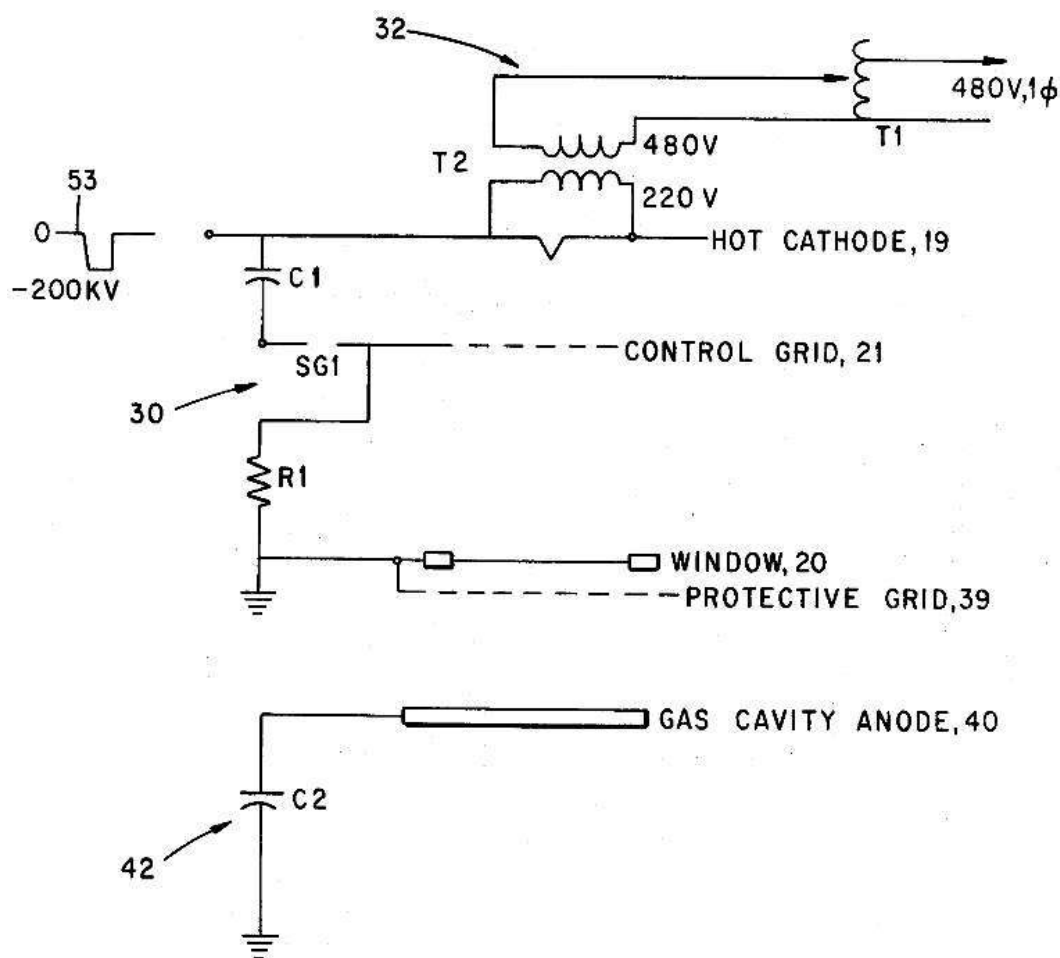 32
480V,1ϕ
T1
480V
T2
220 V
53
0
-200KV
HOT CATHODE, 19
C1
SG1
CONTROL GRID, 21
30
R1
WINDOW, 20
PROTECTIVE GRID,39
GAS CAVITY ANODE, 40
C2
42